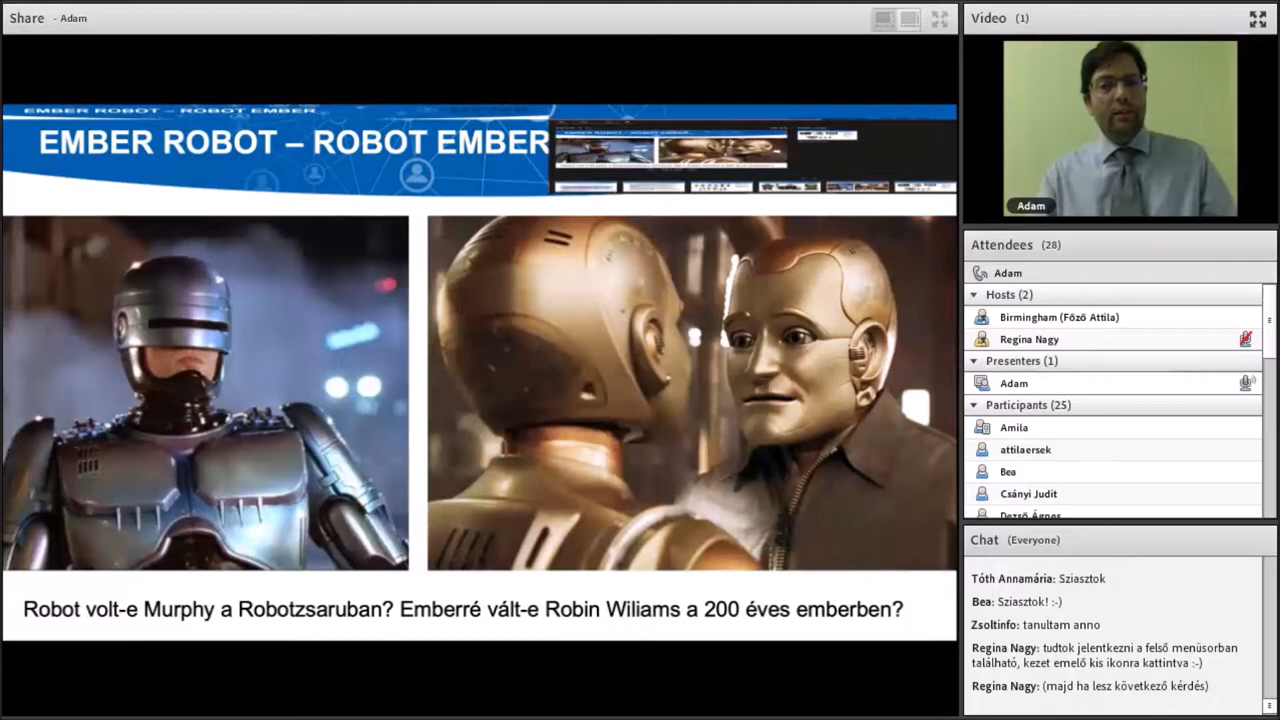 Share - Adam
EMBER ROBOT – ROBOT EMBER
EMBER ROBOT – ROBOT EMBER
Robot volt-e Murphy a Robotzsaruban? Emberré vált-e Robin Wiliams a 200 éves emberben?
Video (1)
Adam
Attendees (28)
Adam
Hosts (2)
Birmingham (Főző Attila)
Regina Nagy
Presenters (1)
Adam
Participants (25)
Amila
attilaersek
Bea
Csányi Judit
Dezső Ágnes
Chat (Everyone)
Tóth Annamária: Sziasztok
Bea: Sziasztok! :-)
Zsoltinfo: tanultam anno
Regina Nagy: tudtok jelentkezni a felső menüsorban
található, kezet emelő kis ikonra kattintva :-)
Regina Nagy: (majd ha lesz következő kérdés)